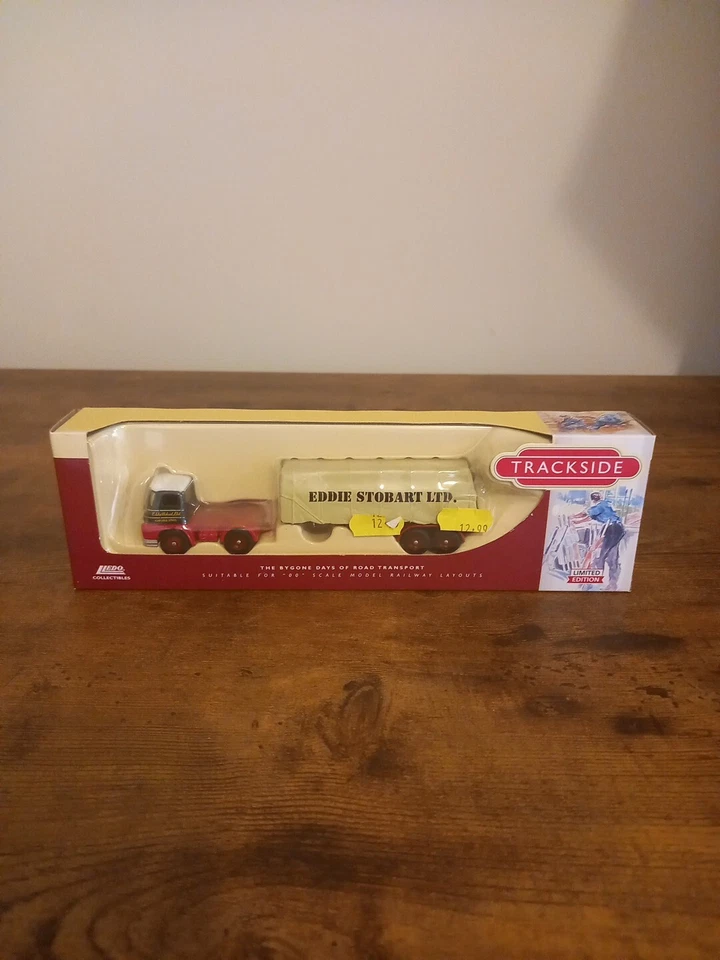 TRACKSIDE
EDDIE STOBART LTD.
12
12.99
LLEDO
COLLECTIBLES
THE BYGONE DAYS OF ROAD TRANSPORT
SUITABLE FOR "00" SCALE MODEL RAILWAY LAYOUTS
LIMITED
EDITION